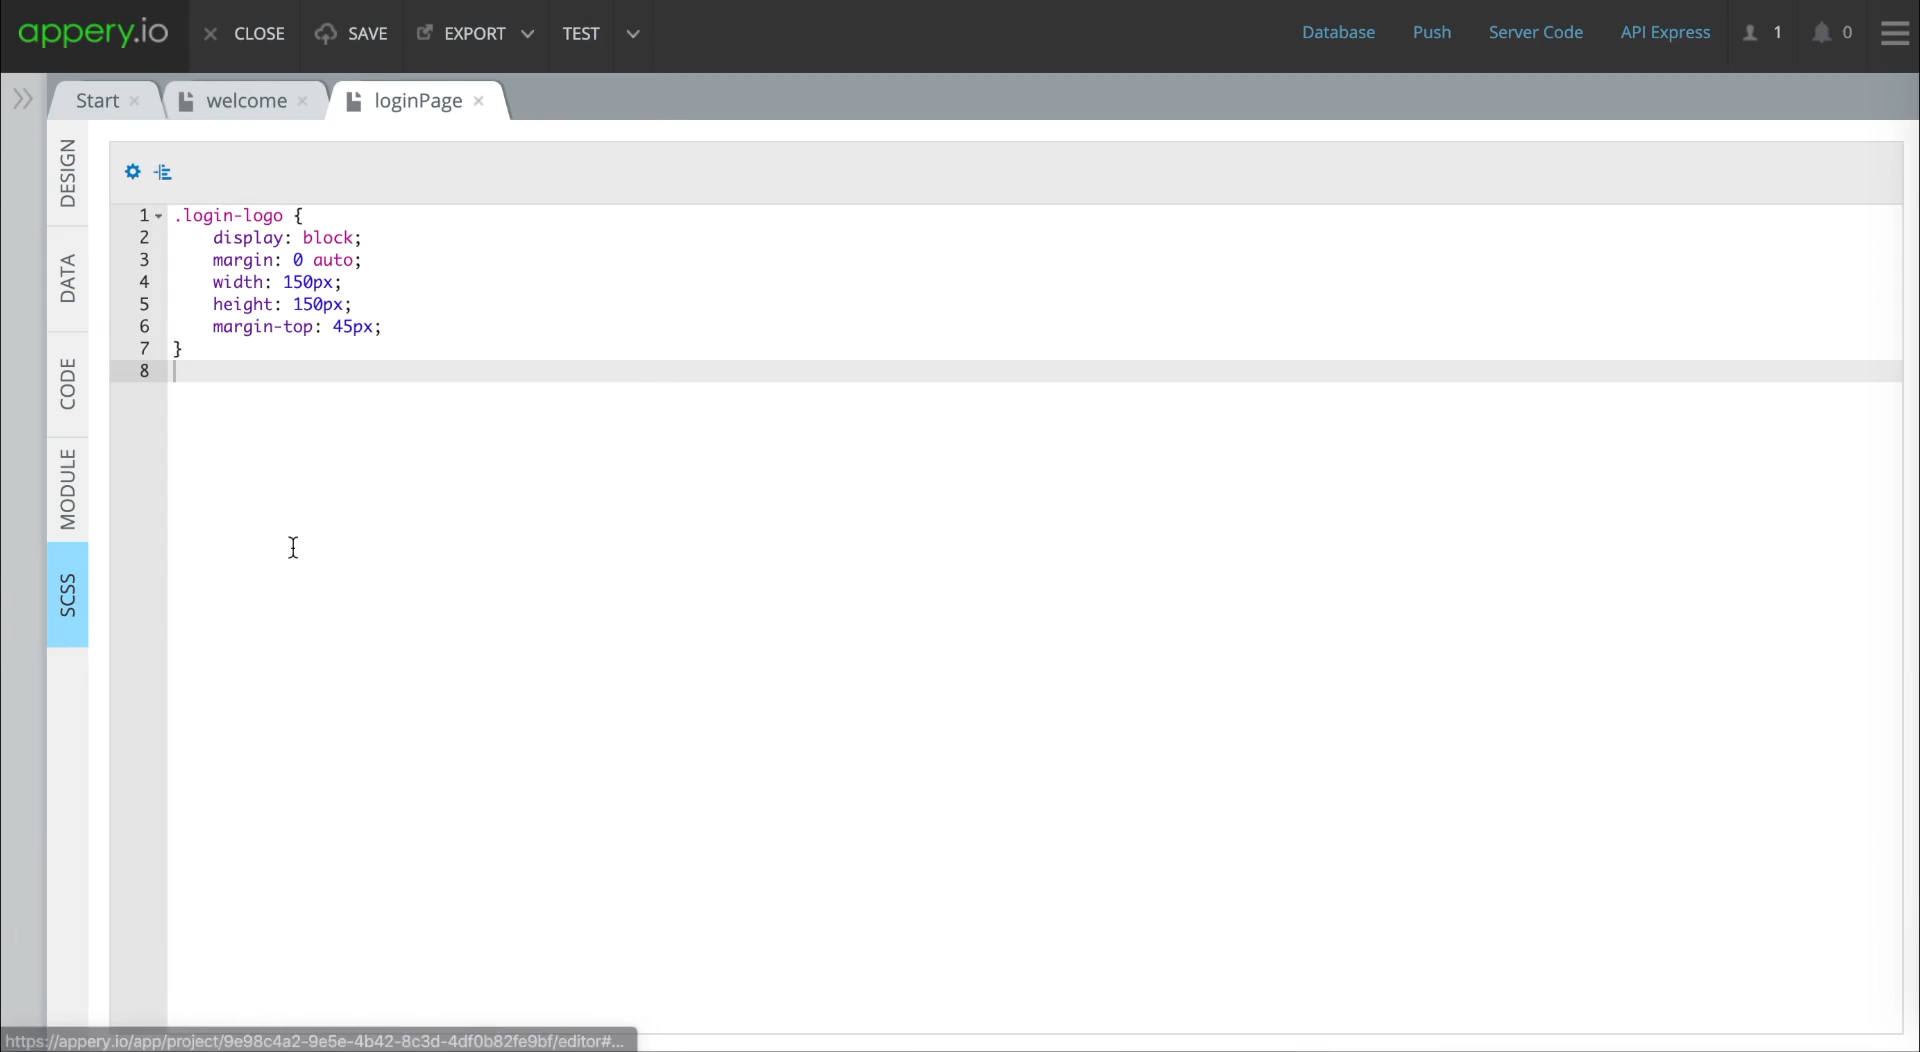 appery.io CLOSE SAVE EXPORT TEST Database Push Server Code API Express 1 0
Start welcome loginPage
DESIGN
DATA
CODE
MODULE
SCSS
1 .login-logo {
2 display: block;
3 margin: 0 auto;
4 width: 150px;
5 height: 150px;
6 margin-top: 45px;
7 }
8
https://appery.io/app/project/9e98c4a2-9e5e-4b42-8c3d-4df0b82fe9bf/editor#...